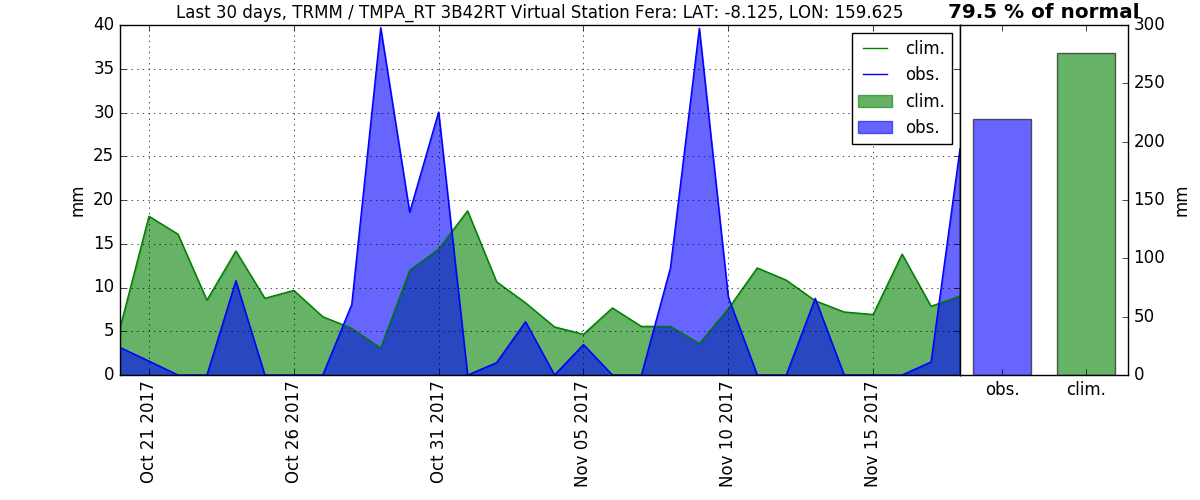 Last 30 days, TRMM / TMPA_RT 3B42RT Virtual Station Fera: LAT: -8.125, LON: 159.625
79.5 % of normal
40
35
30
25
20
15
10
5
0
mm
clim.
obs.
clim.
obs.
300
250
200
150
100
50
0
mm
Oct 21 2017
Oct 26 2017
Oct 31 2017
Nov 05 2017
Nov 10 2017
Nov 15 2017
obs.
clim.